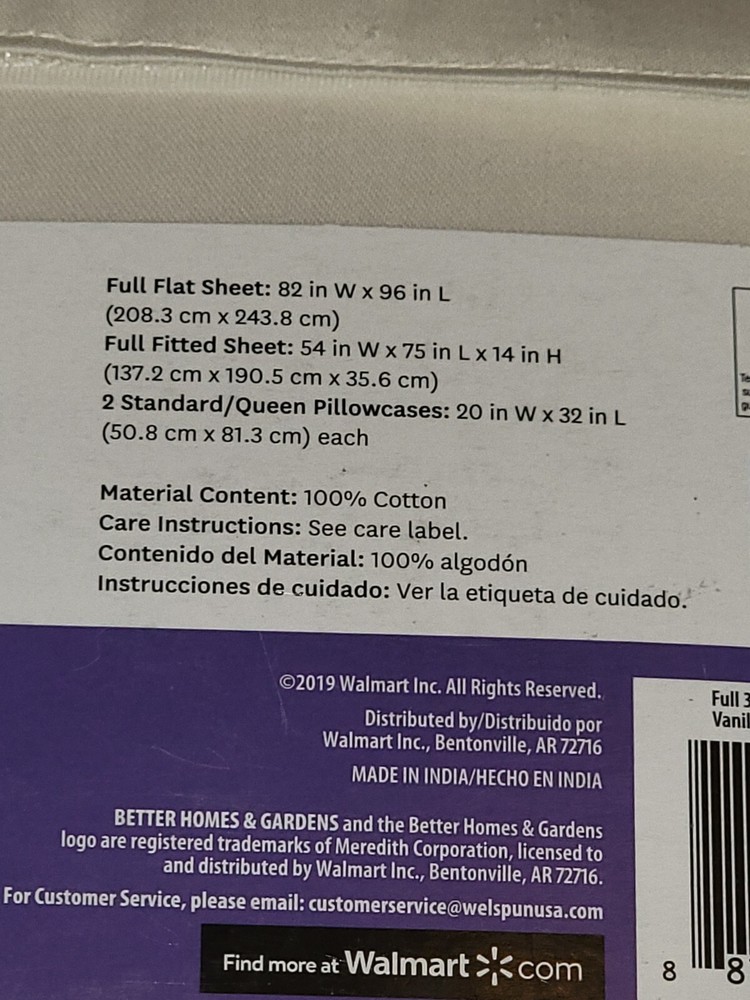 Full Flat Sheet: 82 in W x 96 in L
(208.3 cm x 243.8 cm)
Full Fitted Sheet: 54 in W x 75 in L x 14 in H
(137.2 cm x 190.5 cm x 35.6 cm)
2 Standard/Queen Pillowcases: 20 in W x 32 in L
(50.8 cm x 81.3 cm) each
Material Content: 100% Cotton
Care Instructions: See care label.
Contenido del Material: 100% algodón
Instrucciones de cuidado: Ver la etiqueta de cuidado.
©2019 Walmart Inc. All Rights Reserved.
Distributed by/Distribuido por
Walmart Inc., Bentonville, AR 72716
MADE IN INDIA/HECHO EN INDIA
BETTER HOMES & GARDENS and the Better Homes & Gardens
logo are registered trademarks of Meredith Corporation, licensed to
and distributed by Walmart Inc., Bentonville, AR 72716.
For Customer Service, please email: customerservice@welspunusa.com
Find more at Walmart com
Full 3
Vanil
8 8